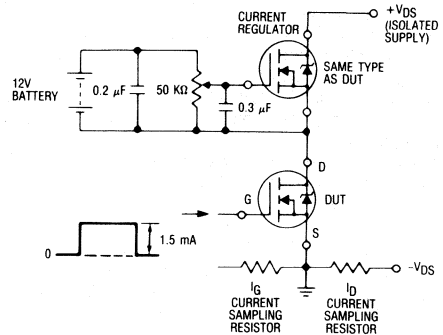 +VDS
(ISOLATED
SUPPLY)
CURRENT
REGULATOR
SAME TYPE
AS DUT
12V
BATTERY
0.2 μF
50 KΩ
0.3 μF
D
G
DUT
S
0
1.5 mA
-VDS
IG
CURRENT
SAMPLING
RESISTOR
ID
CURRENT
SAMPLING
RESISTOR